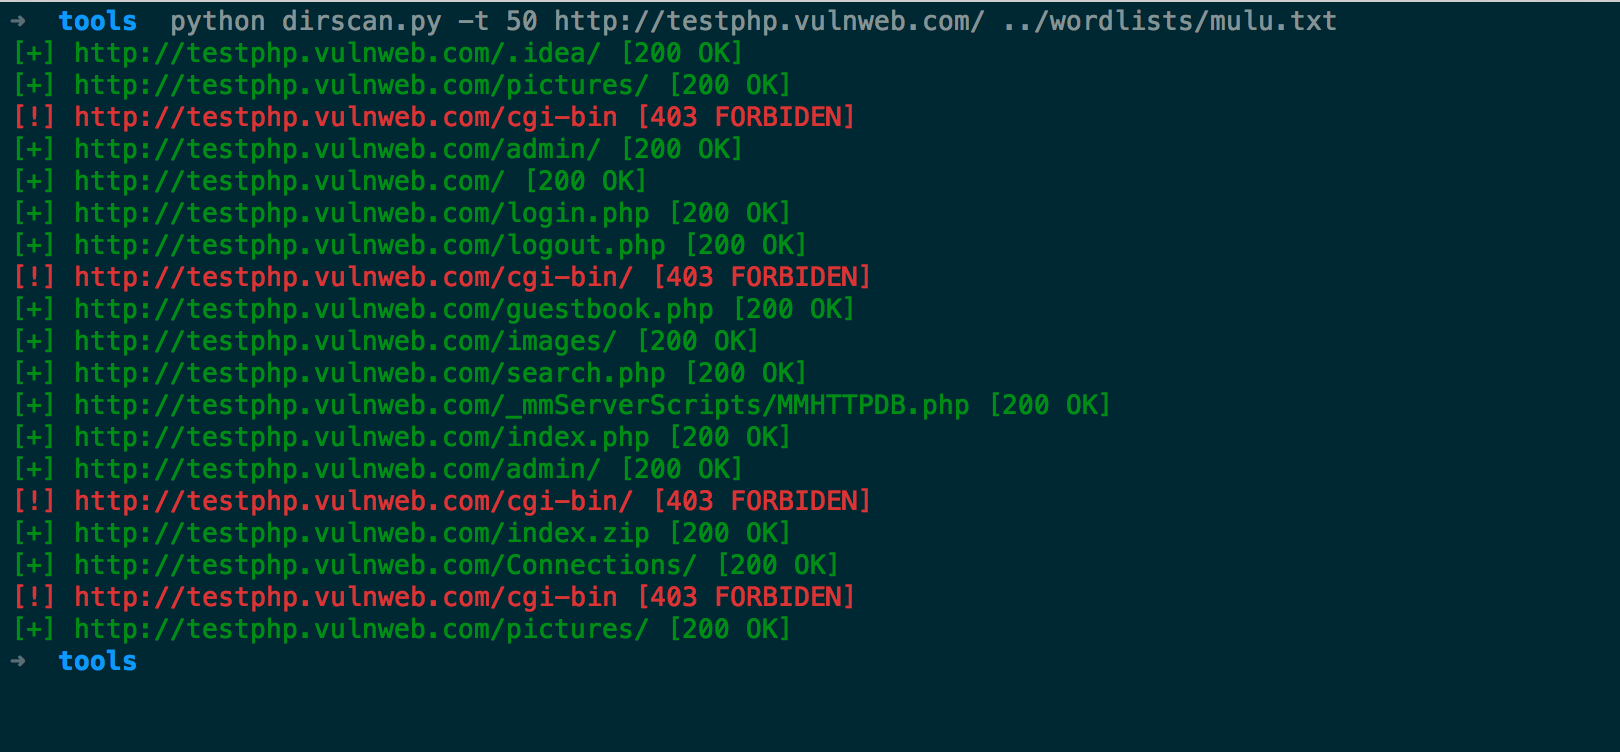 ➜ tools python dirscan.py -t 50 http://testphp.vulnweb.com/ ../wordlists/mulu.txt
[+] http://testphp.vulnweb.com/.idea/ [200 OK]
[+] http://testphp.vulnweb.com/pictures/ [200 OK]
[!] http://testphp.vulnweb.com/cgi-bin [403 FORBIDEN]
[+] http://testphp.vulnweb.com/admin/ [200 OK]
[+] http://testphp.vulnweb.com/ [200 OK]
[+] http://testphp.vulnweb.com/login.php [200 OK]
[+] http://testphp.vulnweb.com/logout.php [200 OK]
[!] http://testphp.vulnweb.com/cgi-bin/ [403 FORBIDEN]
[+] http://testphp.vulnweb.com/guestbook.php [200 OK]
[+] http://testphp.vulnweb.com/images/ [200 OK]
[+] http://testphp.vulnweb.com/search.php [200 OK]
[+] http://testphp.vulnweb.com/_mmServerScripts/MMHTTPDB.php [200 OK]
[+] http://testphp.vulnweb.com/index.php [200 OK]
[+] http://testphp.vulnweb.com/admin/ [200 OK]
[!] http://testphp.vulnweb.com/cgi-bin/ [403 FORBIDEN]
[+] http://testphp.vulnweb.com/index.zip [200 OK]
[+] http://testphp.vulnweb.com/Connections/ [200 OK]
[!] http://testphp.vulnweb.com/cgi-bin [403 FORBIDEN]
[+] http://testphp.vulnweb.com/pictures/ [200 OK]
➜ tools